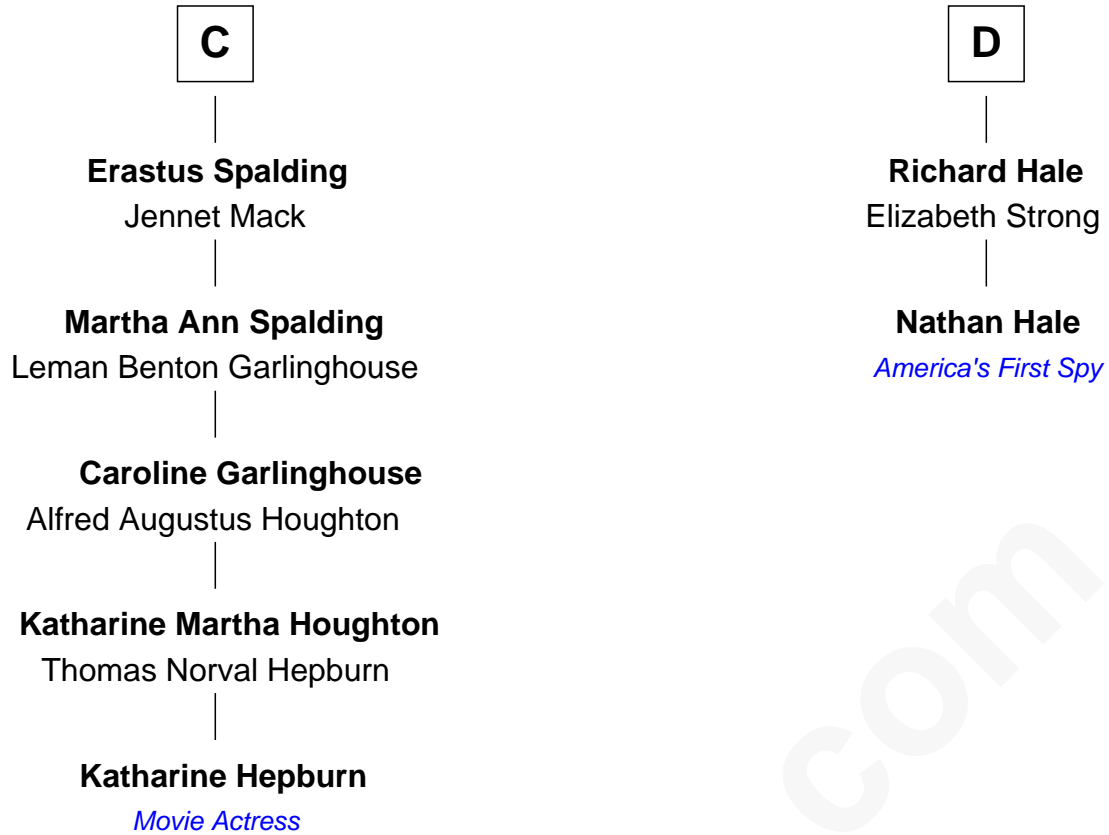 C
Erastus Spalding
Jennet Mack
Martha Ann Spalding
Leman Benton Garlinghouse
Caroline Garlinghouse
Alfred Augustus Houghton
Katharine Martha Houghton
Thomas Norval Hepburn
Katharine Hepburn
Movie Actress
D
Richard Hale
Elizabeth Strong
Nathan Hale
America's First Spy
com